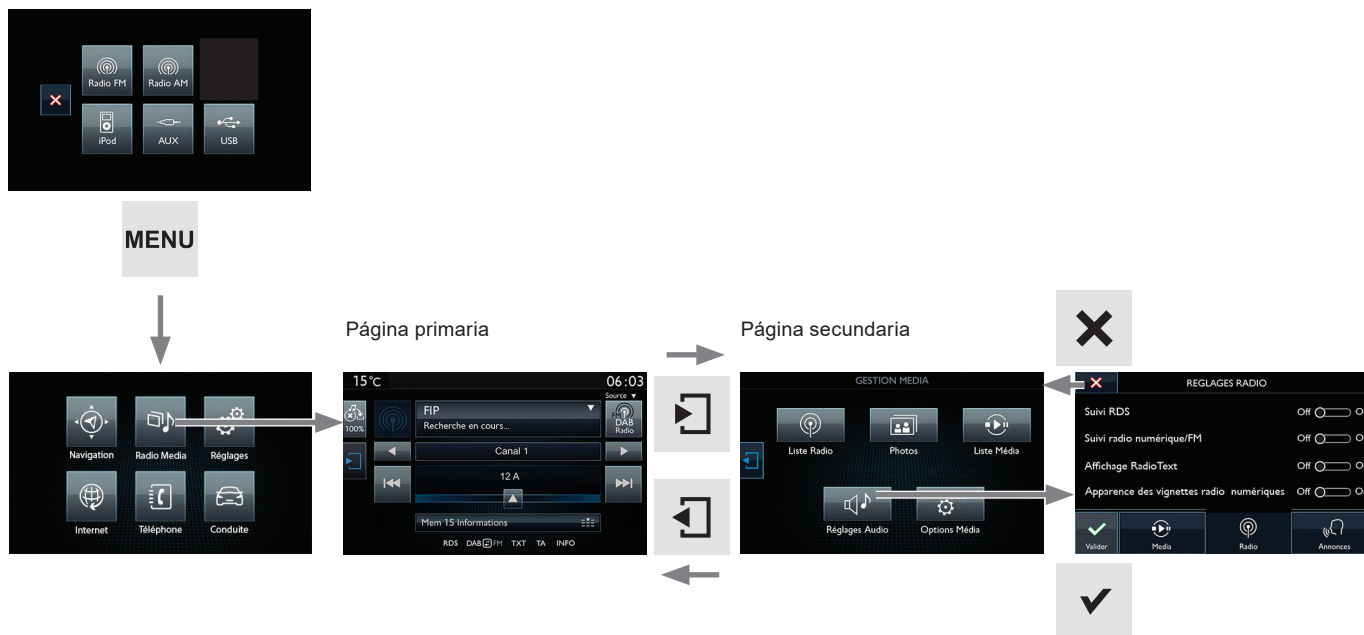 Radio FM
Radio AM
iPod
AUX
USB
MENU
Página primaria
Página secundaria
Navigation
Radio Media
Réglages
Internet
Téléphone
Conduite
15°c
06:03
Source
100%
FIP
Recherche en cours...
DAB
Radio
Canal 1
12 A
Mem 15 Informations
RDS DAB FM TXT TA INFO
GESTION MEDIA
Liste Radio
Photos
Liste Média
Réglages Audio
Options Média
REGLAGES RADIO
Suivi RDS Off O
Suivi radio numérique/FM Off O
Affichage RadioText Off O
Apparence des vignettes radio numériques Off O
Valider
Media
Radio
Annonces